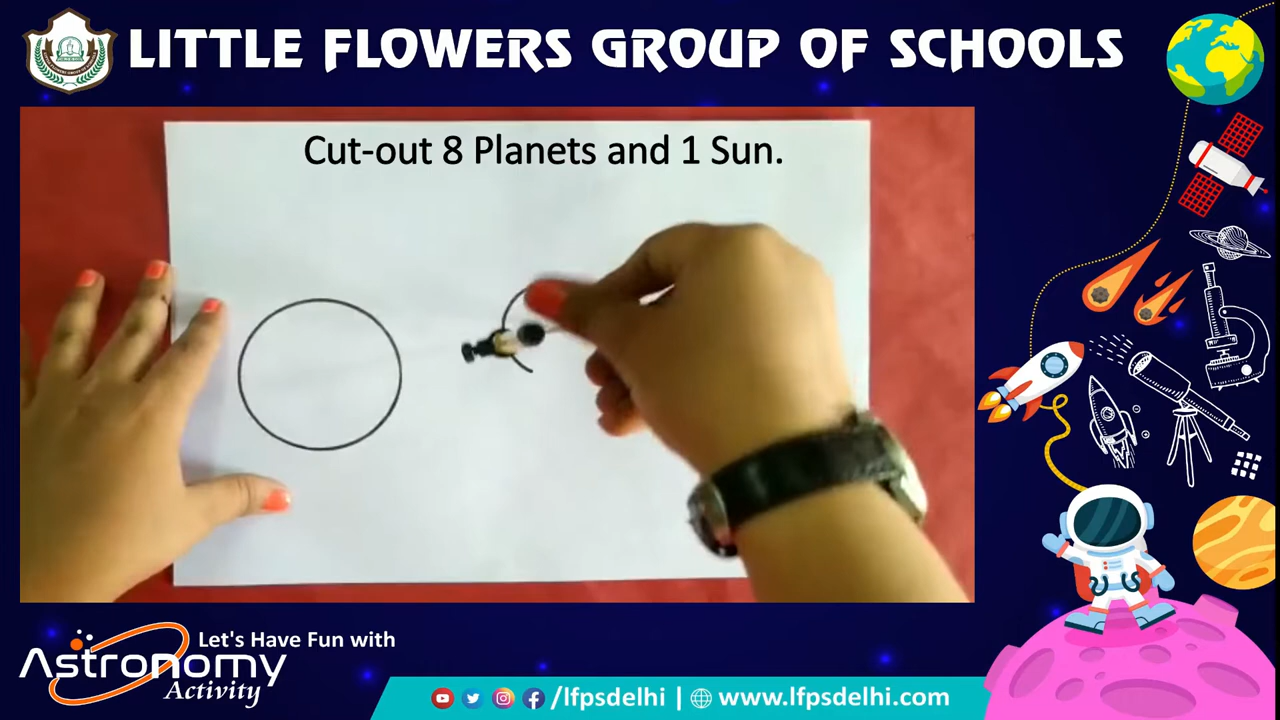 LITTLE FLOWERS GROUP OF SCHOOLS
Cut-out 8 Planets and 1 Sun.
Let's Have Fun with
Astronomy
Activity
/lfpsdelhi | www.lfpsdelhi.com